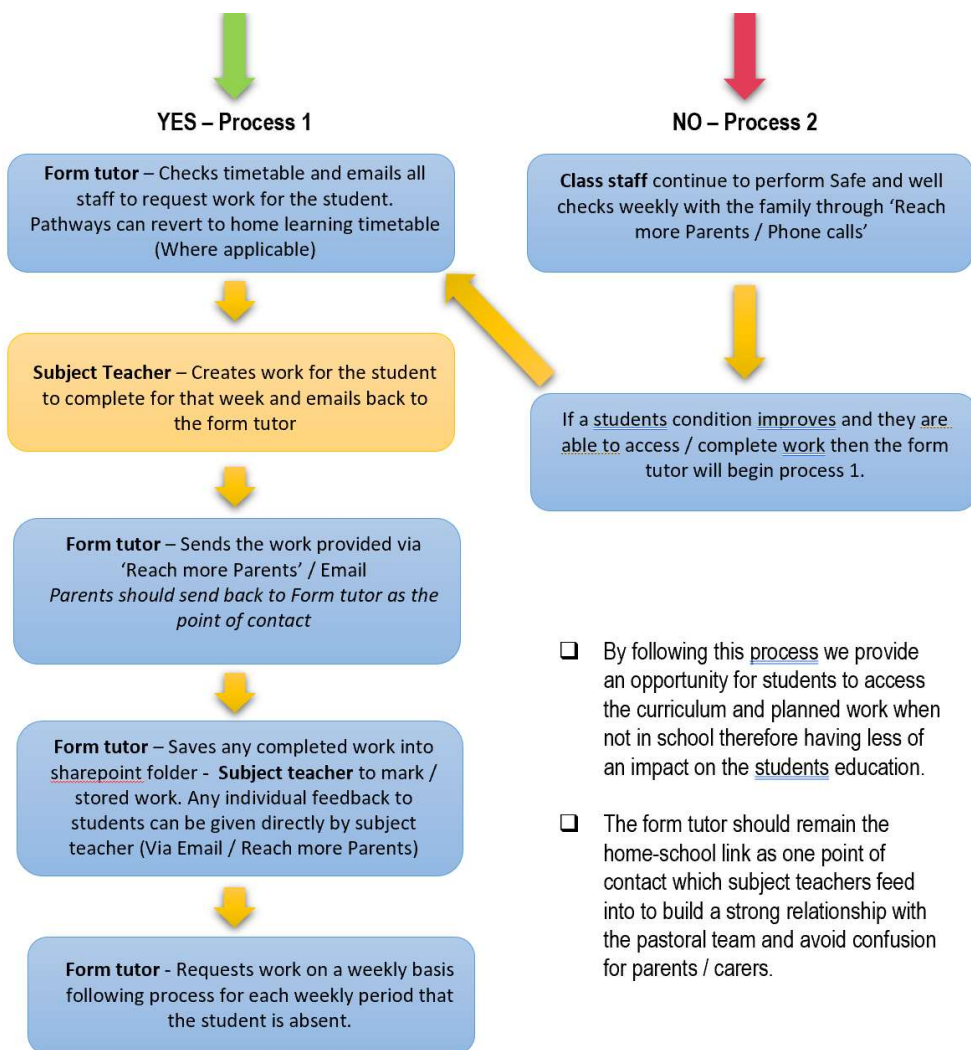 YES – Process 1
Form tutor – Checks timetable and emails all
staff to request work for the student.
Pathways can revert to home learning timetable
(Where applicable)
Subject Teacher – Creates work for the student
to complete for that week and emails back to
the form tutor
Form tutor – Sends the work provided via
‘Reach more Parents’ / Email
Parents should send back to Form tutor as the
point of contact
Form tutor – Saves any completed work into
sharepoint folder - Subject teacher to mark /
stored work. Any individual feedback to
students can be given directly by subject
teacher (Via Email / Reach more Parents)
Form tutor - Requests work on a weekly basis
following process for each weekly period that
the student is absent.
NO – Process 2
Class staff continue to perform Safe and well
checks weekly with the family through ‘Reach
more Parents / Phone calls’
If a students condition improves and they are
able to access / complete work then the form
tutor will begin process 1.
❑ By following this process we provide
an opportunity for students to access
the curriculum and planned work when
not in school therefore having less of
an impact on the students education.
❑ The form tutor should remain the
home-school link as one point of
contact which subject teachers feed
into to build a strong relationship with
the pastoral team and avoid confusion
for parents / carers.